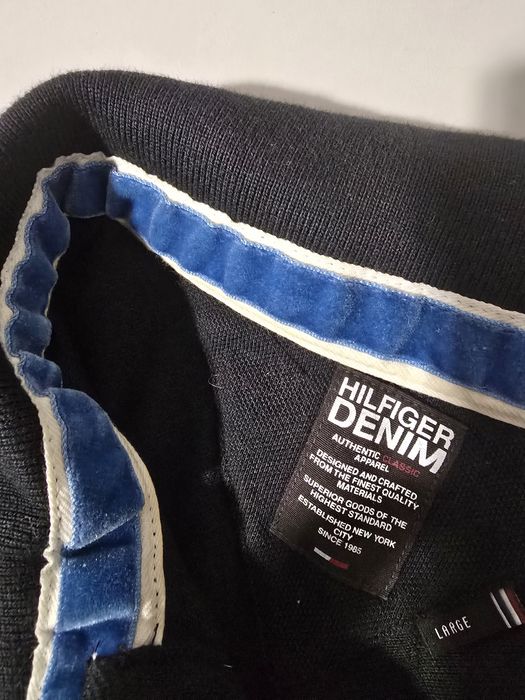 HILFIGER
DENIM
AUTHENTIC CLASSIC
APPAREL
DESIGNED AND CRAFTED
FROM THE FINEST QUALITY
MATERIALS
SUPERIOR GOODS OF THE
HIGHEST STANDARD
ESTABLISHED NEW YORK
CITY
SINCE 1985
LARGE